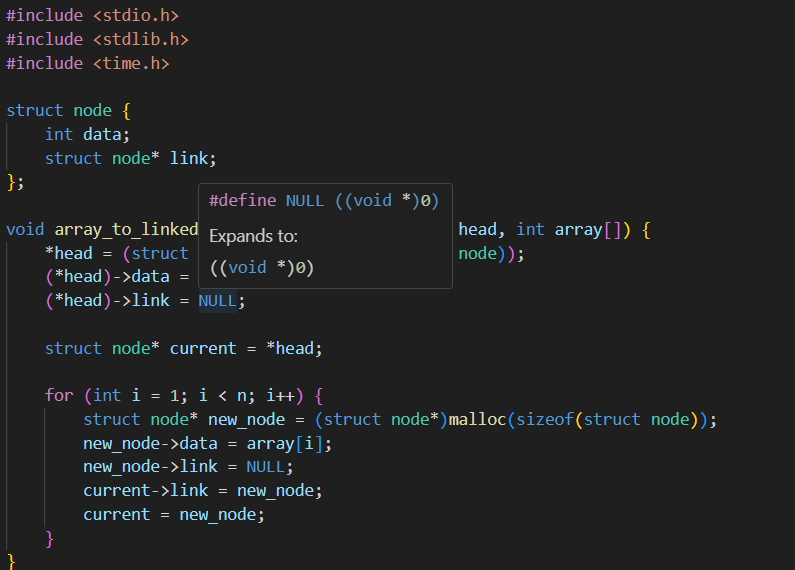 #include <stdio.h>
#include <stdlib.h>
#include <time.h>
struct node {
    int data;
    struct node* link;
};
#define NULL ((void *)0)
Expands to:
((void *)0)
void array_to_linked head, int array[]) {
    *head = (struct node));
    (*head)->data =
    (*head)->link = NULL;
    struct node* current = *head;
    for (int i = 1; i < n; i++) {
        struct node* new_node = (struct node*)malloc(sizeof(struct node));
        new_node->data = array[i];
        new_node->link = NULL;
        current->link = new_node;
        current = new_node;
    }
}